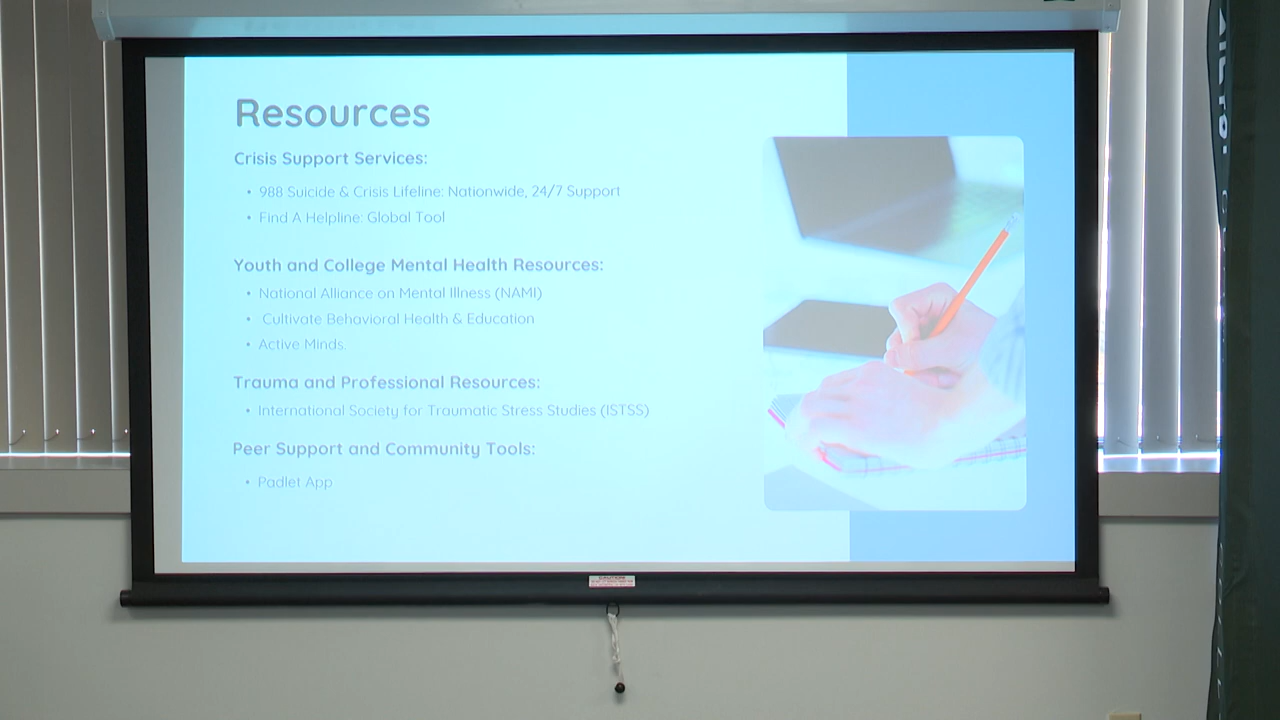 Resources
Crisis Support Services:
• 988 Suicide & Crisis Lifeline: Nationwide, 24/7 Support
• Find A Helpline: Global Tool
Youth and College Mental Health Resources:
• National Alliance on Mental Illness (NAMI)
• Cultivate Behavioral Health & Education
• Active Minds.
Trauma and Professional Resources:
• International Society for Traumatic Stress Studies (ISTSS)
Peer Support and Community Tools:
• Padlet App
CAUTION